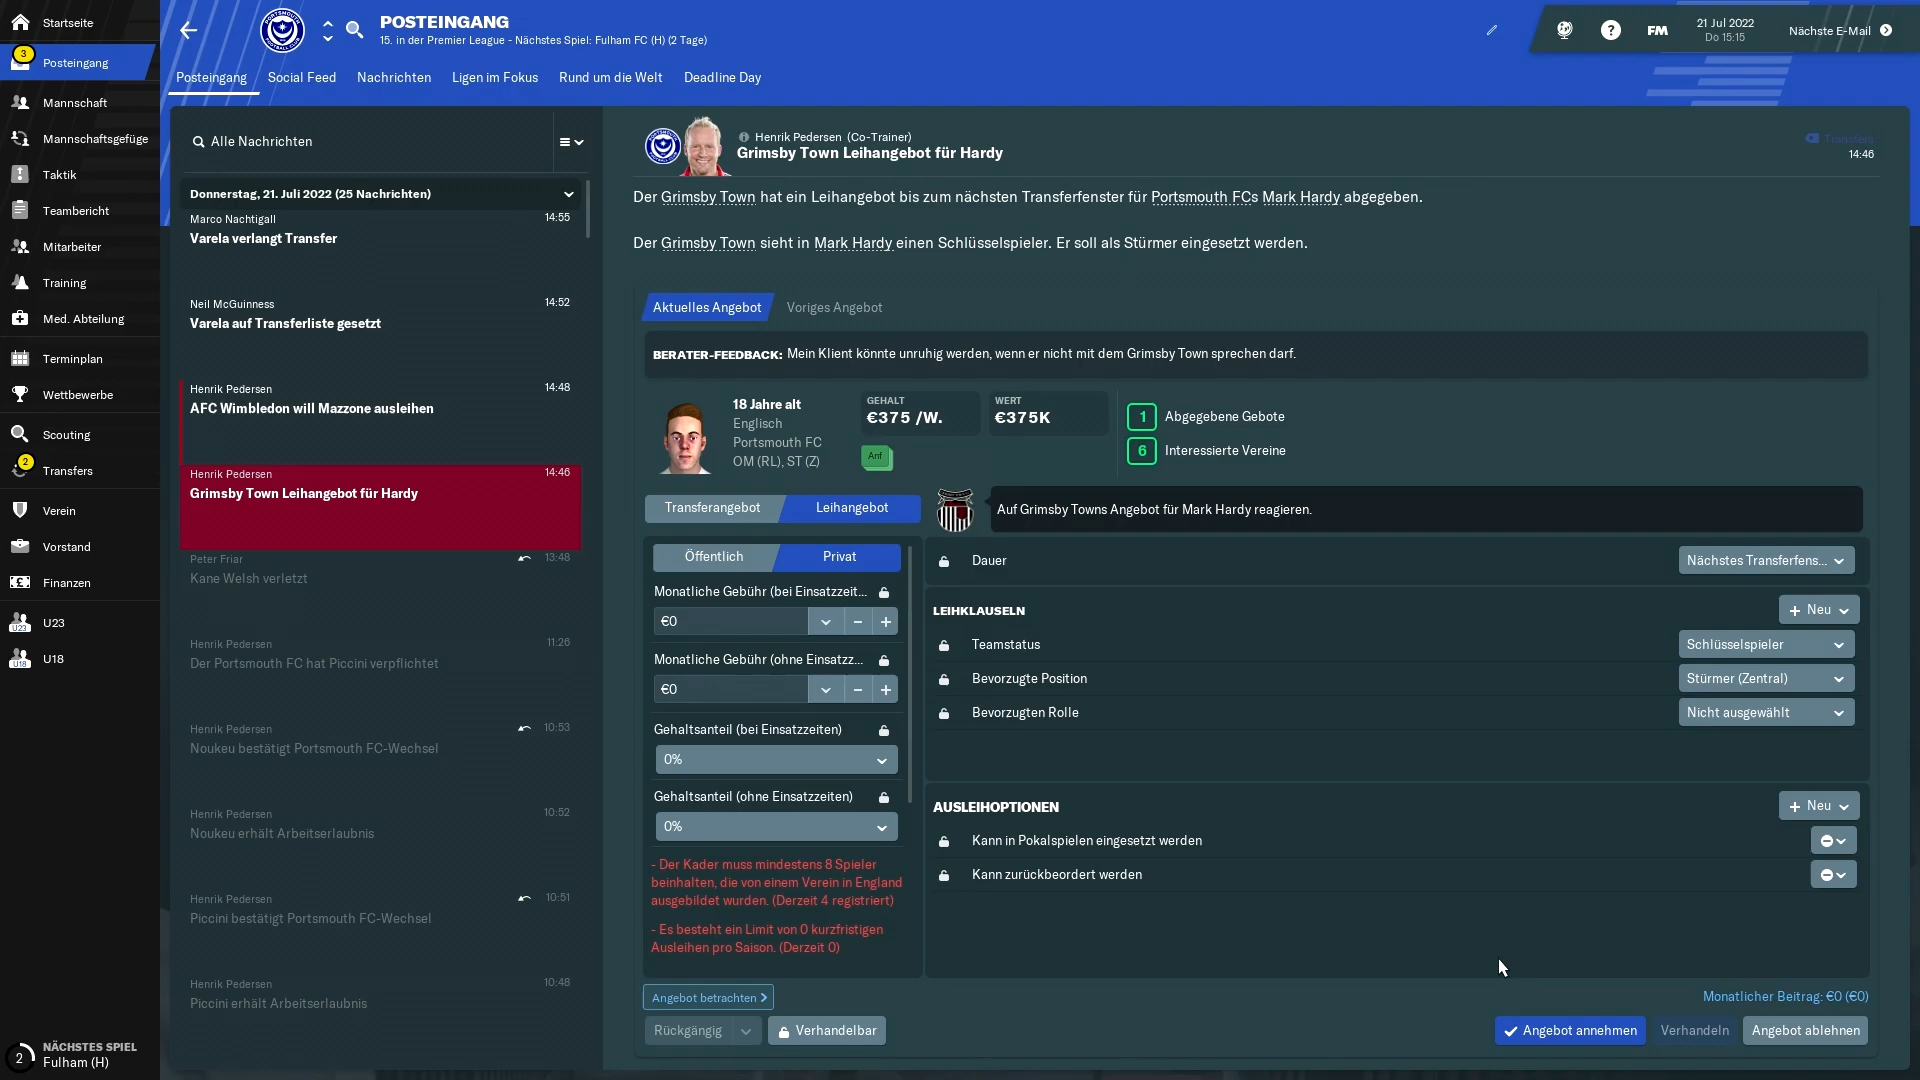 Startseite
3
Posteingang
Mannschaft
Mannschaftsgefüge
Taktik
Teambericht
Mitarbeiter
Training
Med. Abteilung
Terminplan
Wettbewerbe
Scouting
2
Transfers
Verein
Vorstand
Finanzen
U23
U23
U18
U18
2
NÄCHSTES SPIEL
Fulham (H)
POSTEINGANG
15. in der Premier League - Nächstes Spiel: Fulham FC (H) (2 Tage)
?
FM
21 Jul 2022
Do 15:15
Nächste E-Mail
Posteingang
Social Feed
Nachrichten
Ligen im Fokus
Rund um die Welt
Deadline Day
Alle Nachrichten
Donnerstag, 21. Juli 2022 (25 Nachrichten)
Marco Nachtigall 14:55
Varela verlangt Transfer
Neil McGuinness 14:52
Varela auf Transferliste gesetzt
Henrik Pedersen 14:48
AFC Wimbledon will Mazzone ausleihen
Henrik Pedersen 14:46
Grimsby Town Leihangebot für Hardy
Peter Friar 13:48
Kane Welsh verletzt
Henrik Pedersen 11:26
Der Portsmouth FC hat Piccini verpflichtet
Henrik Pedersen 10:53
Noukeu bestätigt Portsmouth FC-Wechsel
Henrik Pedersen 10:52
Noukeu erhält Arbeitserlaubnis
Henrik Pedersen 10:51
Piccini bestätigt Portsmouth FC-Wechsel
Henrik Pedersen 10:48
Piccini erhält Arbeitserlaubnis
Henrik Pedersen (Co-Trainer)
Grimsby Town Leihangebot für Hardy
Transfers
14:46
Der Grimsby Town hat ein Leihangebot bis zum nächsten Transferfenster für Portsmouth FCs Mark Hardy abgegeben.
Der Grimsby Town sieht in Mark Hardy einen Schlüsselspieler. Er soll als Stürmer eingesetzt werden.
Aktuelles Angebot
Voriges Angebot
BERATER-FEEDBACK: Mein Klient könnte unruhig werden, wenn er nicht mit dem Grimsby Town sprechen darf.
18 Jahre alt
Englisch
Portsmouth FC
OM (RL), ST (Z)
GEHALT
€375 /W.
WERT
€375K
Anf
1 Abgegebene Gebote
6 Interessierte Vereine
Transferangebot
Leihangebot
Auf Grimsby Towns Angebot für Mark Hardy reagieren.
Öffentlich
Privat
Monatliche Gebühr (bei Einsatzzeit...
€0
Monatliche Gebühr (ohne Einsatzz...
€0
Gehaltsanteil (bei Einsatzzeiten)
0%
Gehaltsanteil (ohne Einsatzzeiten)
0%
- Der Kader muss mindestens 8 Spieler
beinhalten, die von einem Verein in England
ausgebildet wurden. (Derzeit 4 registriert)
- Es besteht ein Limit von 0 kurzfristigen
Ausleihen pro Saison. (Derzeit 0)
Dauer Nächstes Transferfens...
LEIHKLAUSELN
Neu
Teamstatus Schlüsselspieler
Bevorzugte Position Stürmer (Zentral)
Bevorzugten Rolle Nicht ausgewählt
AUSLEIHOPTIONEN
Neu
Kann in Pokalspielen eingesetzt werden
Kann zurückbeordert werden
Angebot betrachten
Monatlicher Beitrag: €0 (€0)
Rückgängig
Verhandelbar
Angebot annehmen
Verhandeln
Angebot ablehnen